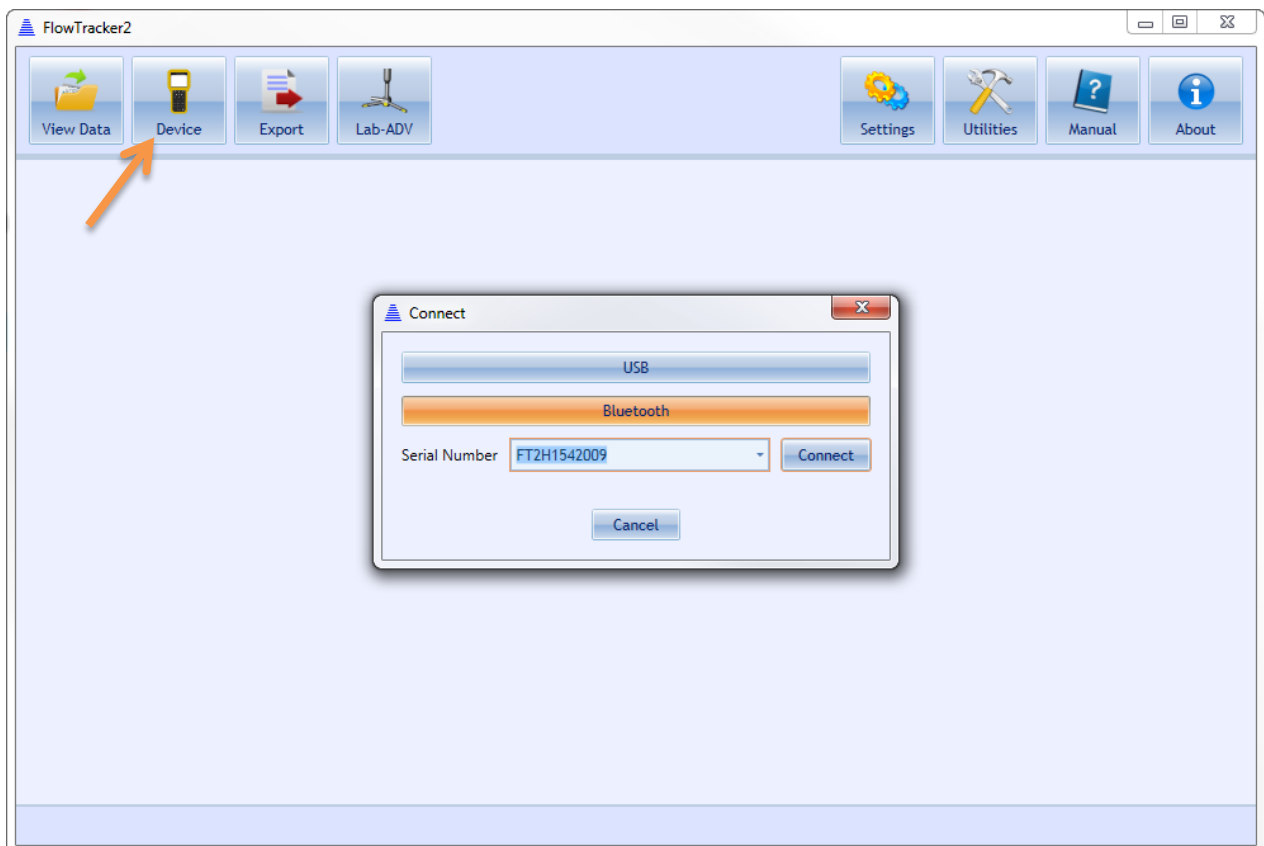 FlowTracker2
View Data Device Export Lab-ADV Settings Utilities Manual About
Connect
USB
Bluetooth
Serial Number FT2H1542009 Connect
Cancel